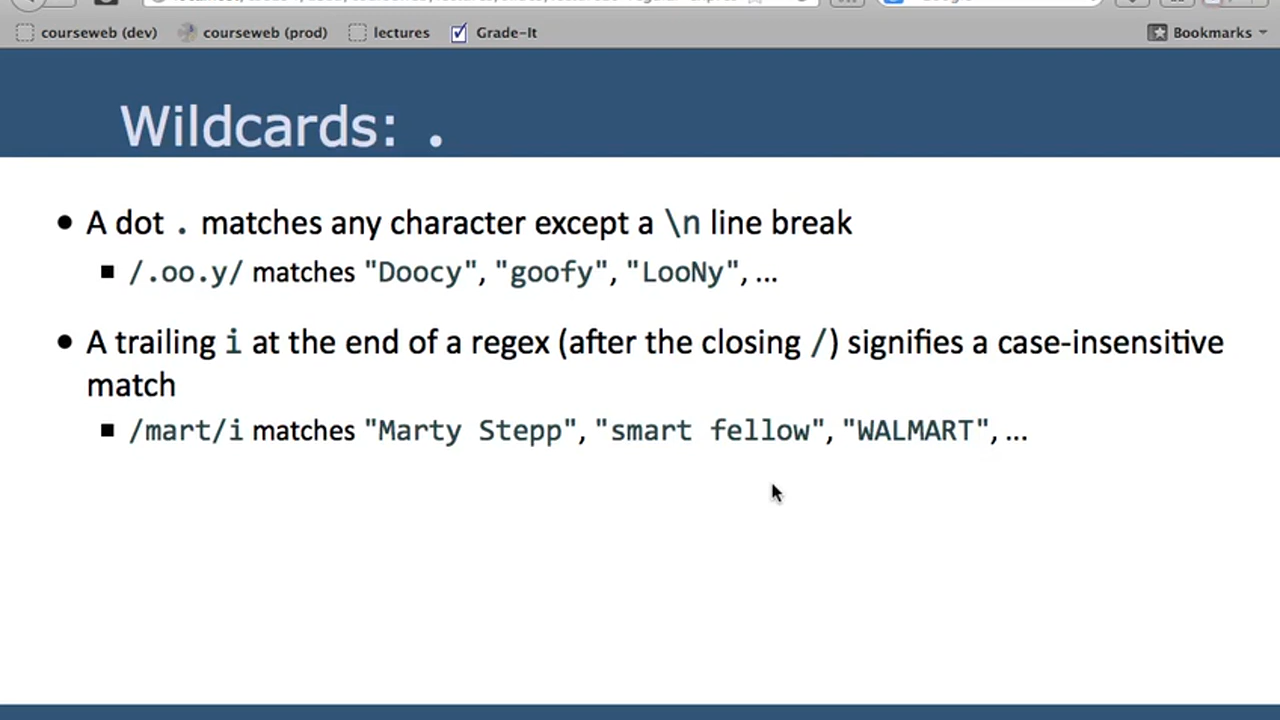 courseweb (dev) courseweb (prod) lectures Grade-It Bookmarks
Wildcards: .
• A dot . matches any character except a \n line break
▪ /.oo.y/ matches "Doocy", "goofy", "LooNy", ...
• A trailing i at the end of a regex (after the closing /) signifies a case-insensitive
match
▪ /mart/i matches "Marty Stepp", "smart fellow", "WALMART", ...